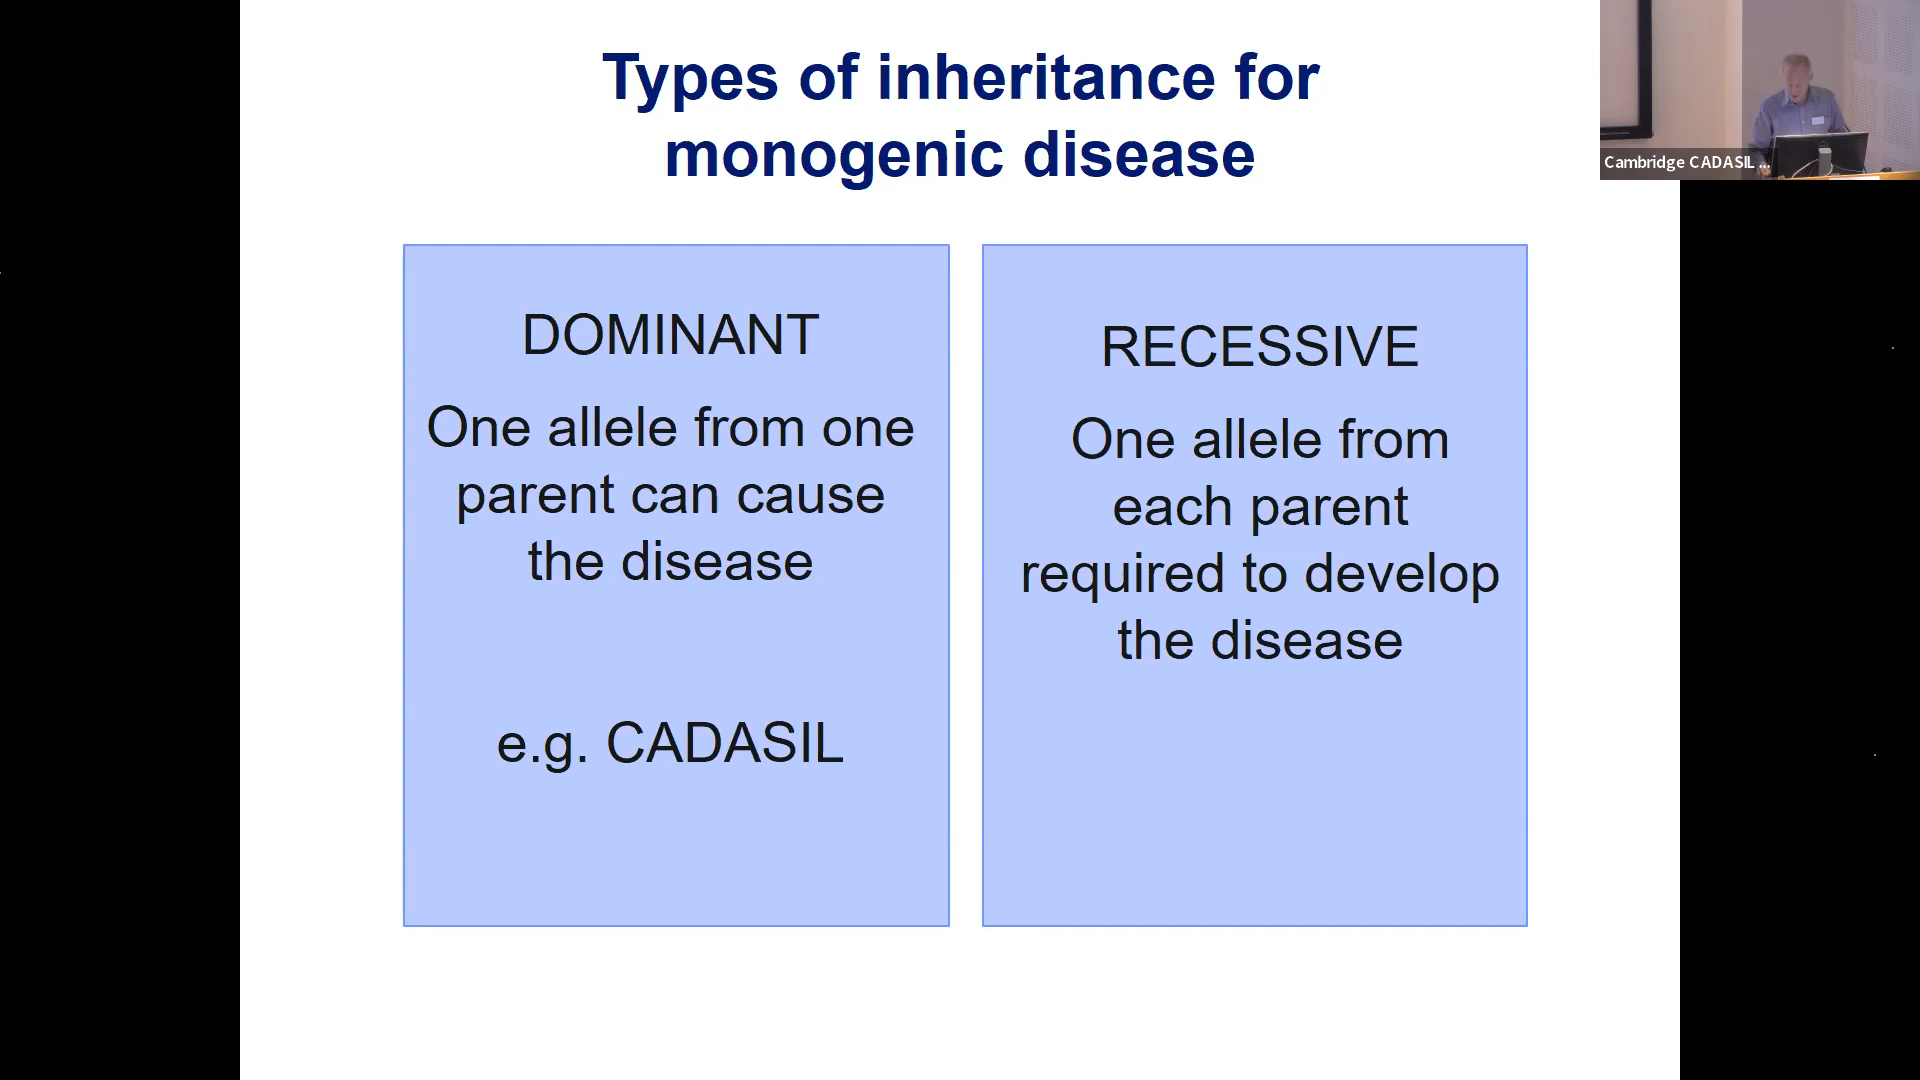 Types of inheritance for
monogenic disease
DOMINANT
One allele from one
parent can cause
the disease
e.g. CADASIL
RECESSIVE
One allele from
each parent
required to develop
the disease
Cambridge CADASIL ...